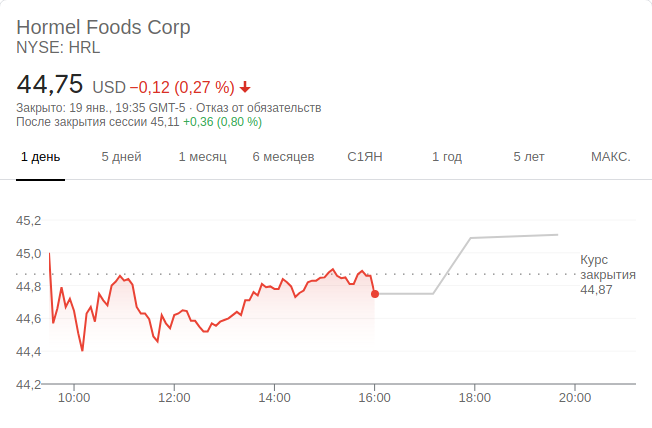 Hormel Foods Corp
NYSE: HRL
44,75 USD −0,12 (0,27 %)
Закрыто: 19 янв., 19:35 GMT-5 · Отказ от обязательств
После закрытия сессии 45,11 +0,36 (0,80 %)
1 день 5 дней 1 месяц 6 месяцев С1ЯН 1 год 5 лет МАКС.
45,2
45,0
44,8
44,6
44,4
44,2
Курс
закрытия
44,87
10:00 12:00 14:00 16:00 18:00 20:00